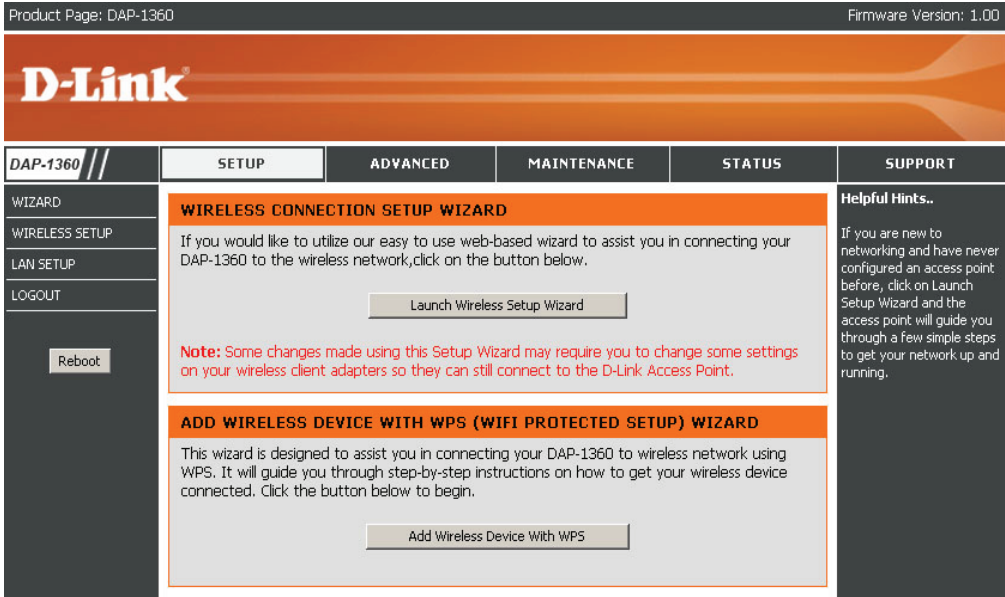 Product Page: DAP-1360
Firmware Version: 1.00
D-Link
DAP-1360
SETUP
ADVANCED
MAINTENANCE
STATUS
SUPPORT
WIZARD
WIRELESS SETUP
LAN SETUP
LOGOUT
Reboot
WIRELESS CONNECTION SETUP WIZARD
If you would like to utilize our easy to use web-based wizard to assist you in connecting your
DAP-1360 to the wireless network,click on the button below.
Launch Wireless Setup Wizard
Note: Some changes made using this Setup Wizard may require you to change some settings
on your wireless client adapters so they can still connect to the D-Link Access Point.
ADD WIRELESS DEVICE WITH WPS (WIFI PROTECTED SETUP) WIZARD
This wizard is designed to assist you in connecting your DAP-1360 to wireless network using
WPS. It will guide you through step-by-step instructions on how to get your wireless device
connected. Click the button below to begin.
Add Wireless Device With WPS
Helpful Hints..
If you are new to
networking and have never
configured an access point
before, click on Launch
Setup Wizard and the
access point will guide you
through a few simple steps
to get your network up and
running.